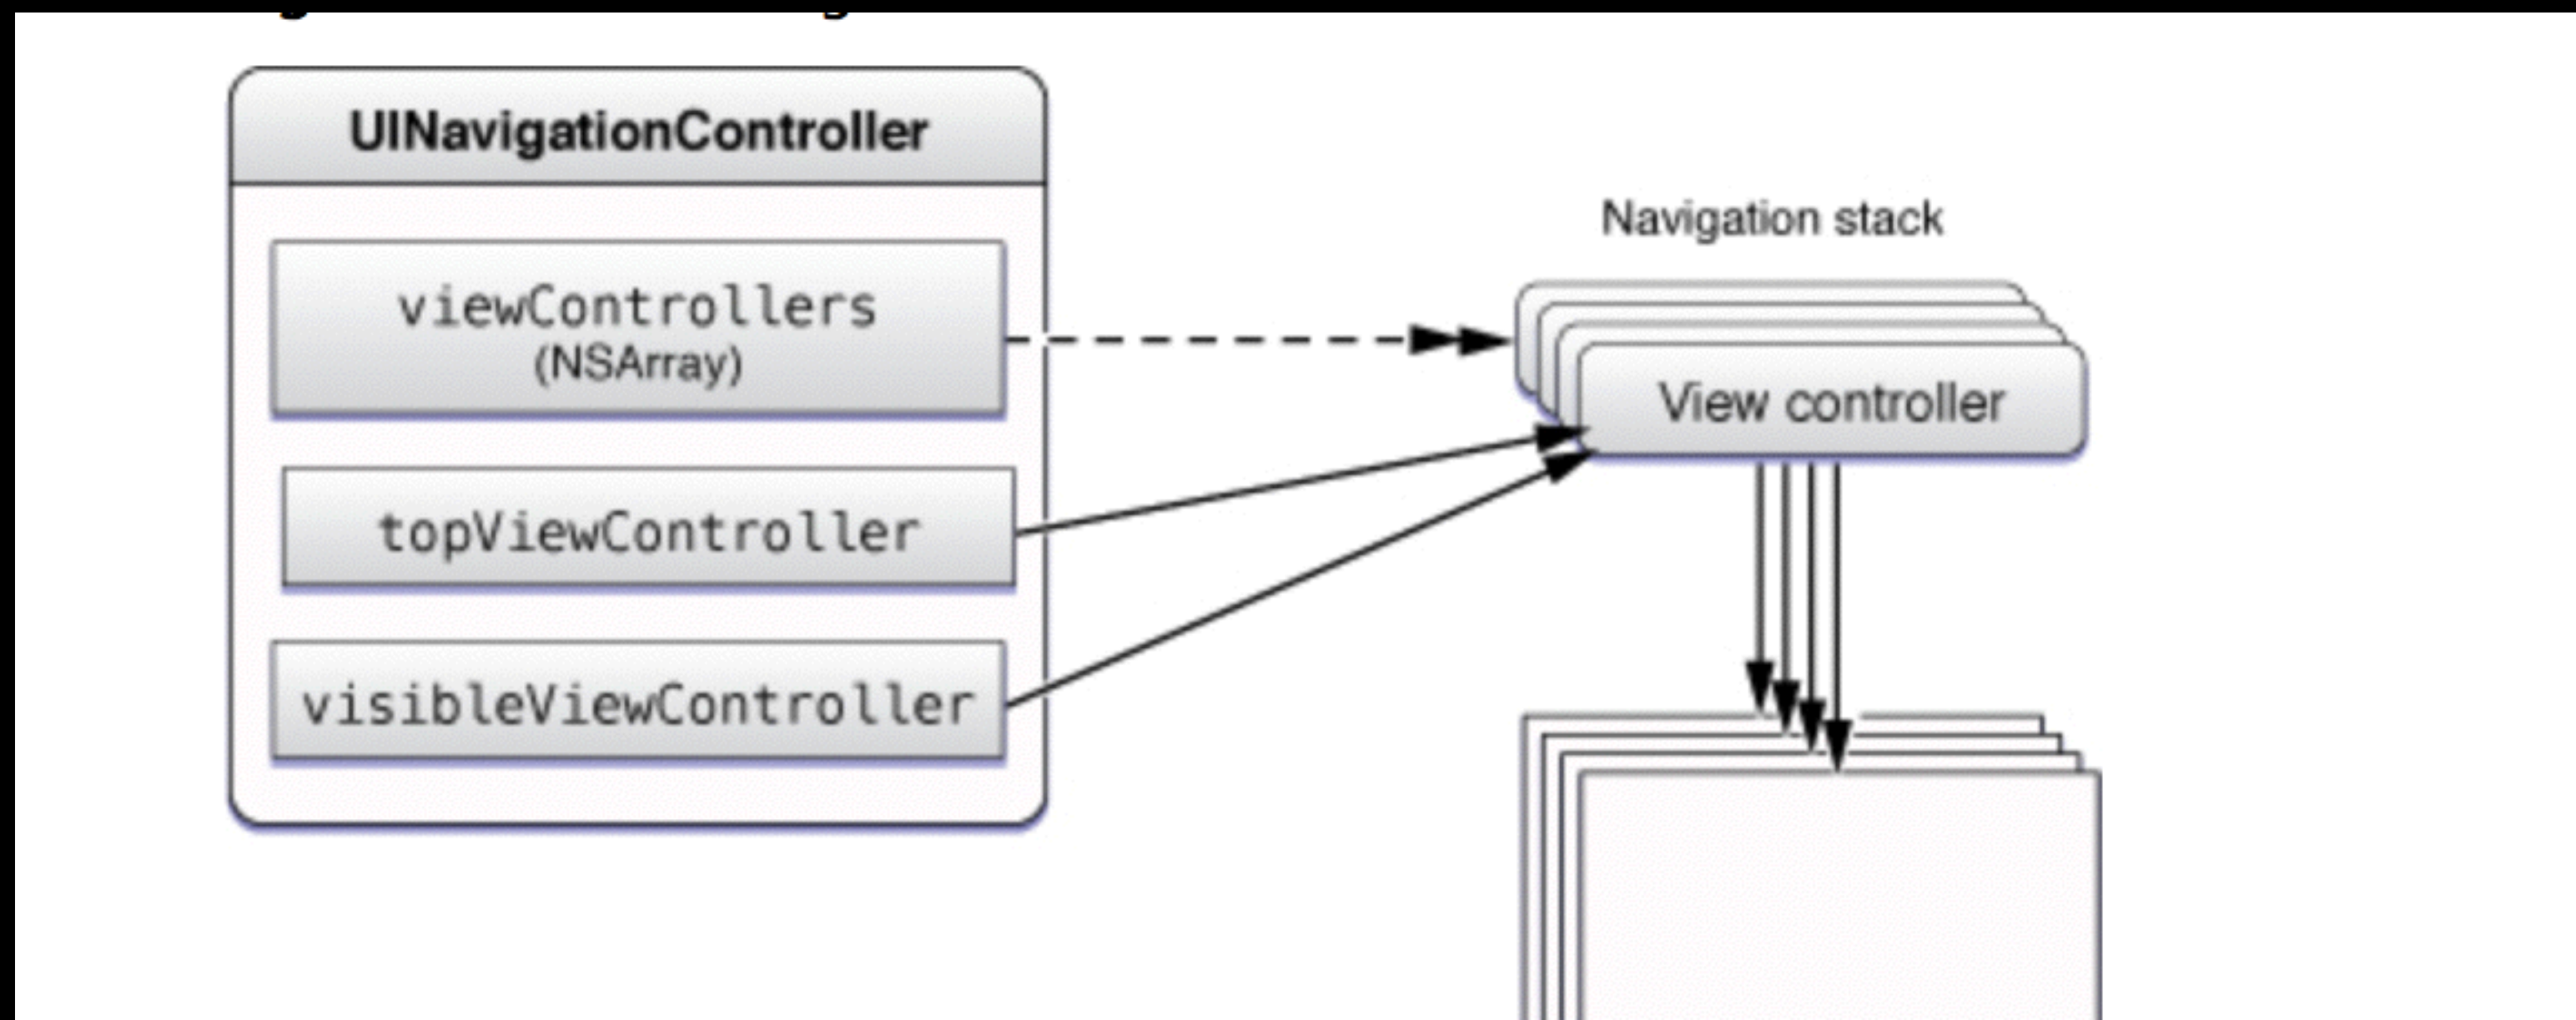 UINavigationController
viewControllers
(NSArray)
topViewController
visibleViewController
Navigation stack
View controller